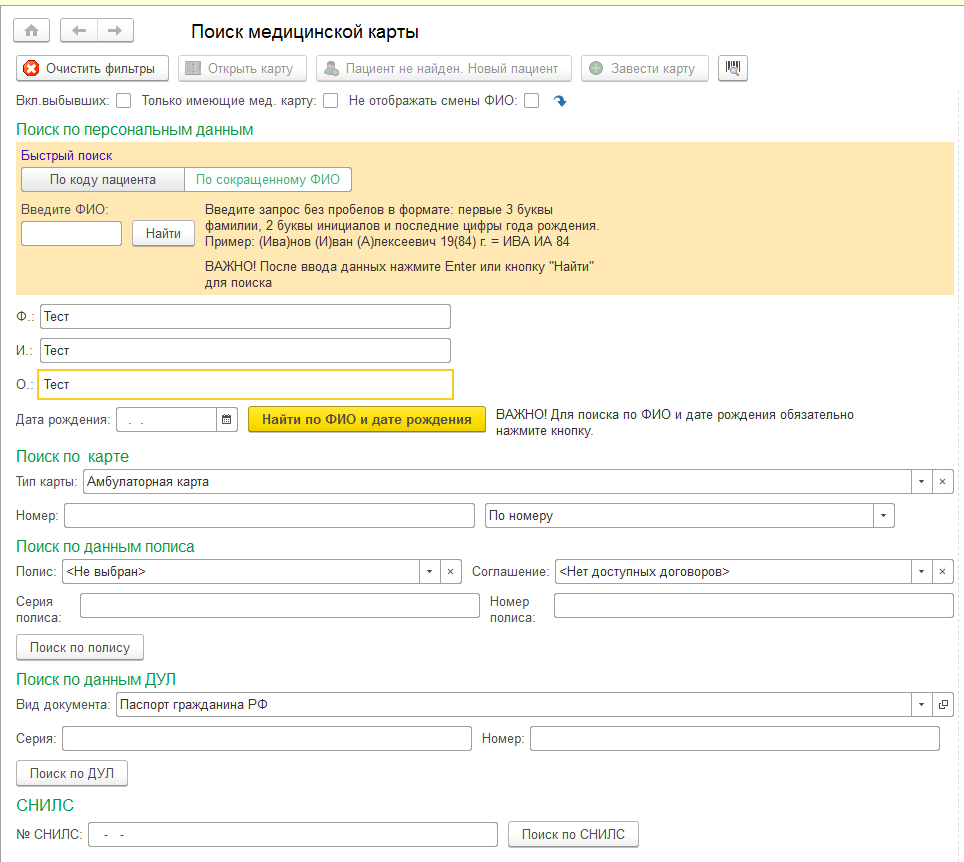 Поиск медицинской карты
Очистить фильтры Открыть карту Пациент не найден. Новый пациент Завести карту
Вкл.выбывших: Только имеющие мед. карту: Не отображать смены ФИО:
Поиск по персональным данным
Быстрый поиск
По коду пациента По сокращенному ФИО
Введите ФИО:
Найти
Введите запрос без пробелов в формате: первые 3 буквы
фамилии, 2 буквы инициалов и последние цифры года рождения.
Пример: (Ива)нов (И)ван (А)лексеевич 19(84) г. = ИВА ИА 84
ВАЖНО! После ввода данных нажмите Enter или кнопку "Найти"
для поиска
Ф.: Тест
И.: Тест
О.: Тест
Дата рождения: . . Найти по ФИО и дате рождения
ВАЖНО! Для поиска по ФИО и дате рождения обязательно
нажмите кнопку.
Поиск по карте
Тип карты: Амбулаторная карта
Номер: По номеру
Поиск по данным полиса
Полис: <Не выбран> Соглашение: <Нет доступных договоров>
Серия
полиса:
Номер
полиса:
Поиск по полису
Поиск по данным ДУЛ
Вид документа: Паспорт гражданина РФ
Серия: Номер:
Поиск по ДУЛ
СНИЛС
№ СНИЛС: - - Поиск по СНИЛС